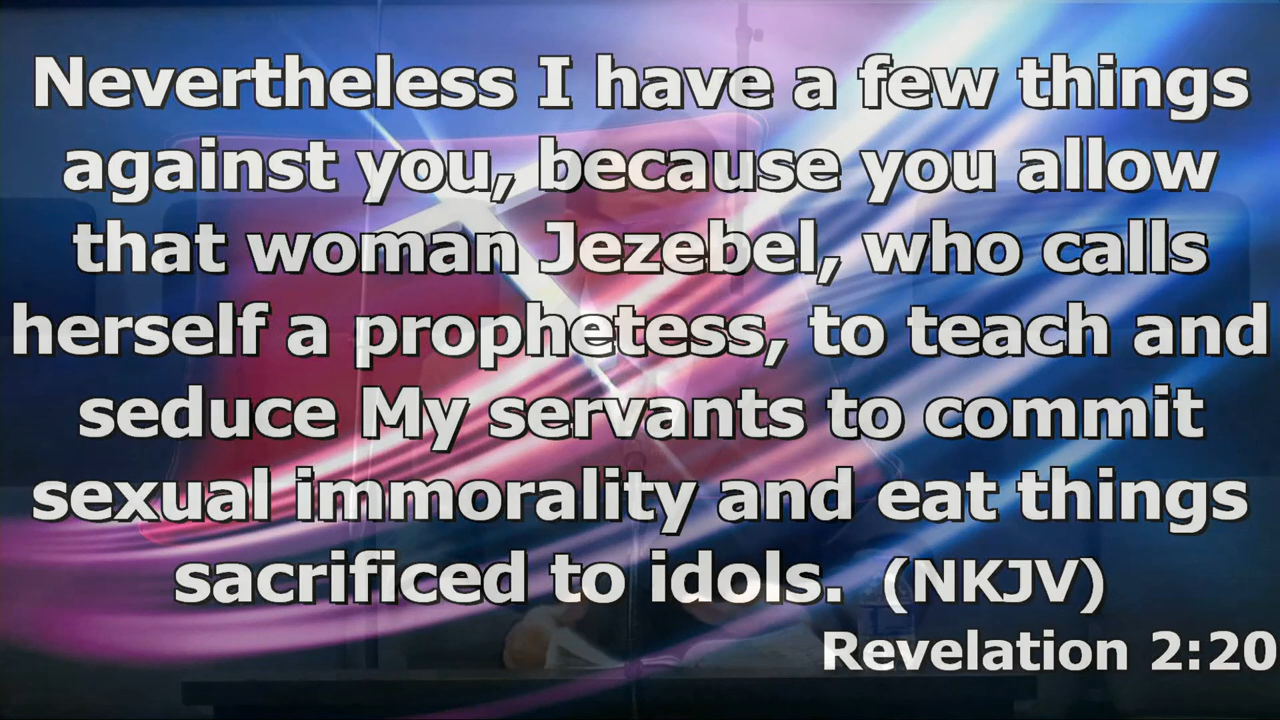 Nevertheless I have a few things
against you, because you allow
that woman Jezebel, who calls
herself a prophetess, to teach and
seduce My servants to commit
sexual immorality and eat things
sacrificed to idols. (NKJV)
Revelation 2:20